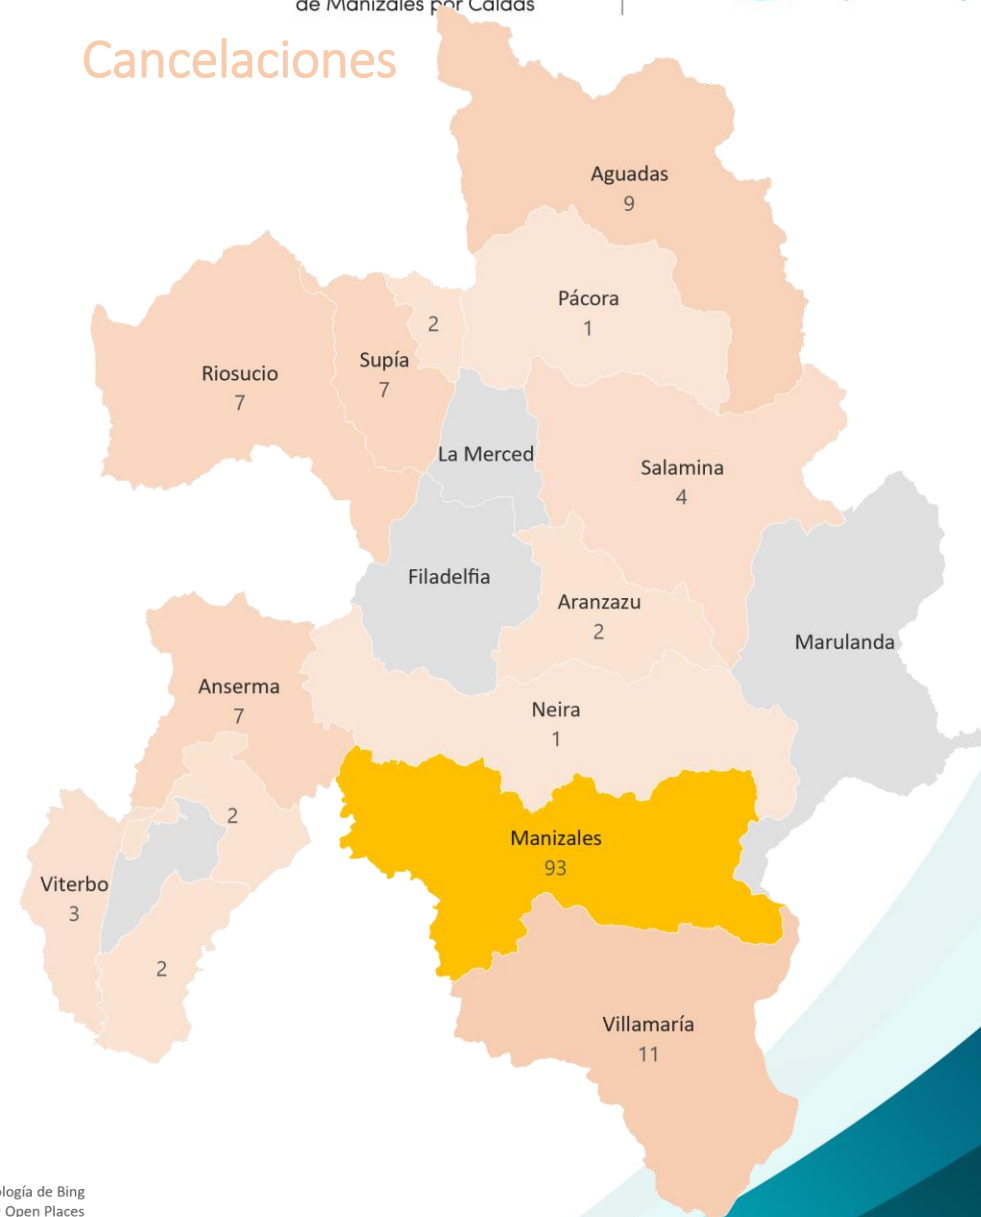 de Manizales por Caldas
Cancelaciones
Aguadas
9
Pácora
1
2
Supía
7
Riosucio
7
La Merced
Salamina
4
Filadelfia
Aranzazu
2
Marulanda
Anserma
7
Neira
1
2
Manizales
93
Viterbo
3
2
Villamaría
11
ología de Bing
Open Places